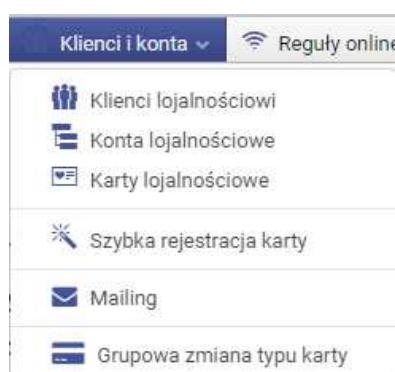 Klienci i konta
Reguły online
Klienci lojalnościowi
Konta lojalnościowe
Karty lojalnościowe
Szybka rejestracja karty
Mailing
Grupowa zmiana typu karty